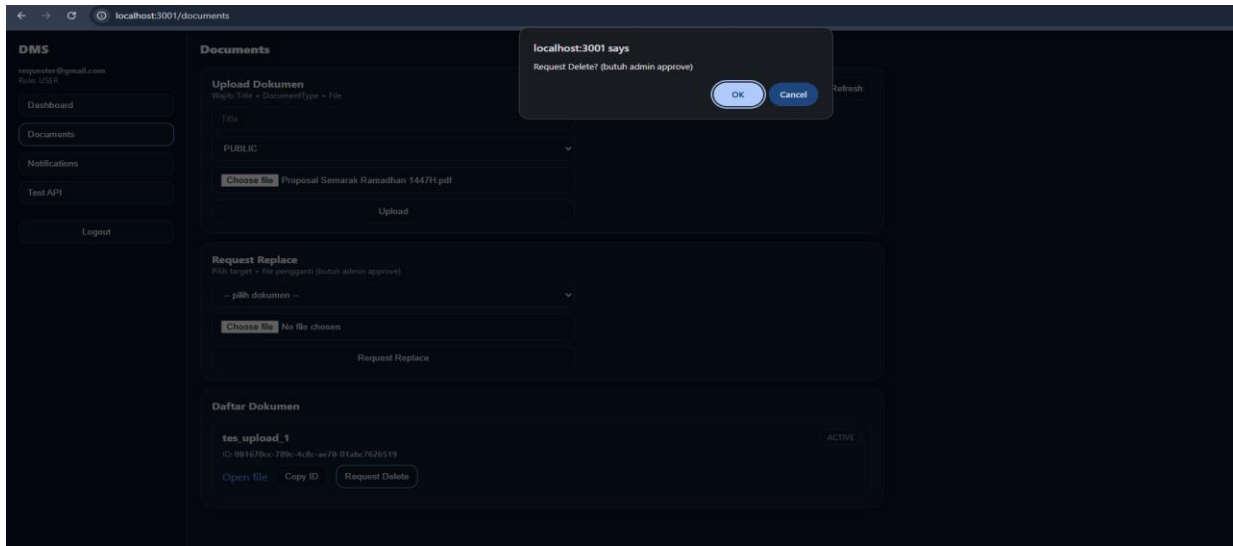 localhost:3001/documents
localhost:3001 says
Request Delete? (butuh admin approve)
OK
Cancel
DMS
requester@gmail.com
Role: USER
Dashboard
Documents
Notifications
Test API
Logout
Documents
Upload Dokumen
Wajib: Title + DocumentType + File
Refresh
Title
PUBLIC
Choose file Proposal Semarak Ramadhan 1447H.pdf
Upload
Request Replace
Pilih target + file pengganti (butuh admin approve)
-- pilih dokumen --
Choose file No file chosen
Request Replace
Daftar Dokumen
tes_upload_1
ACTIVE
Open file
Copy ID
Request Delete